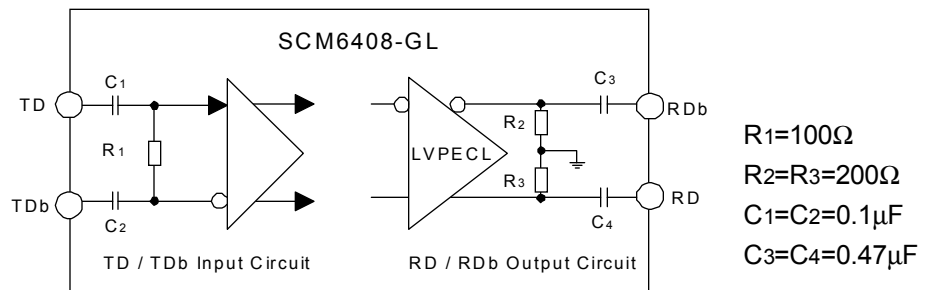 SCM6408-GL
C1
C3
TD
RDb
R1
R2
LVPECL
R3
TDb
RD
C2
C4
TD / TDb Input Circuit
RD / RDb Output Circuit
R1=100Ω
R2=R3=200Ω
C1=C2=0.1μF
C3=C4=0.47μF